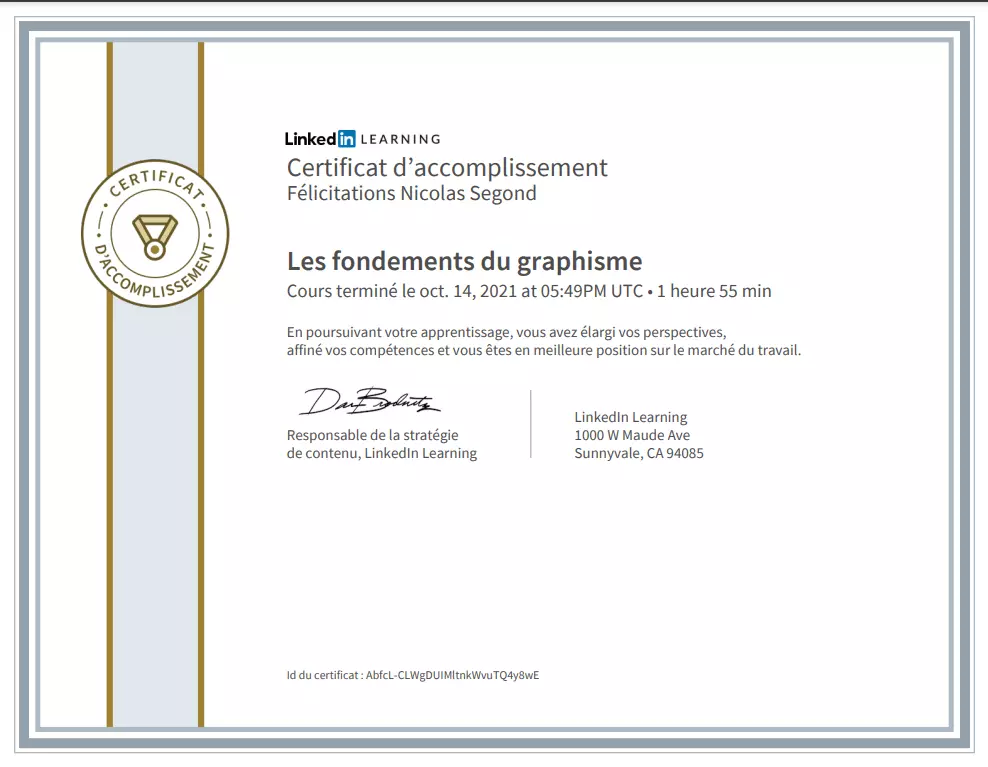 Linked in LEARNING
Certificat d’accomplissement
Félicitations Nicolas Segond
CERTIFICAT
D’ACCOMPLISSEMENT
Les fondements du graphisme
Cours terminé le oct. 14, 2021 at 05:49PM UTC • 1 heure 55 min
En poursuivant votre apprentissage, vous avez élargi vos perspectives,
affiné vos compétences et vous êtes en meilleure position sur le marché du travail.
Responsable de la stratégie
de contenu, LinkedIn Learning
LinkedIn Learning
1000 W Maude Ave
Sunnyvale, CA 94085
Id du certificat : AbfcL-CLWgDUIMltnkWvuTQ4y8wE